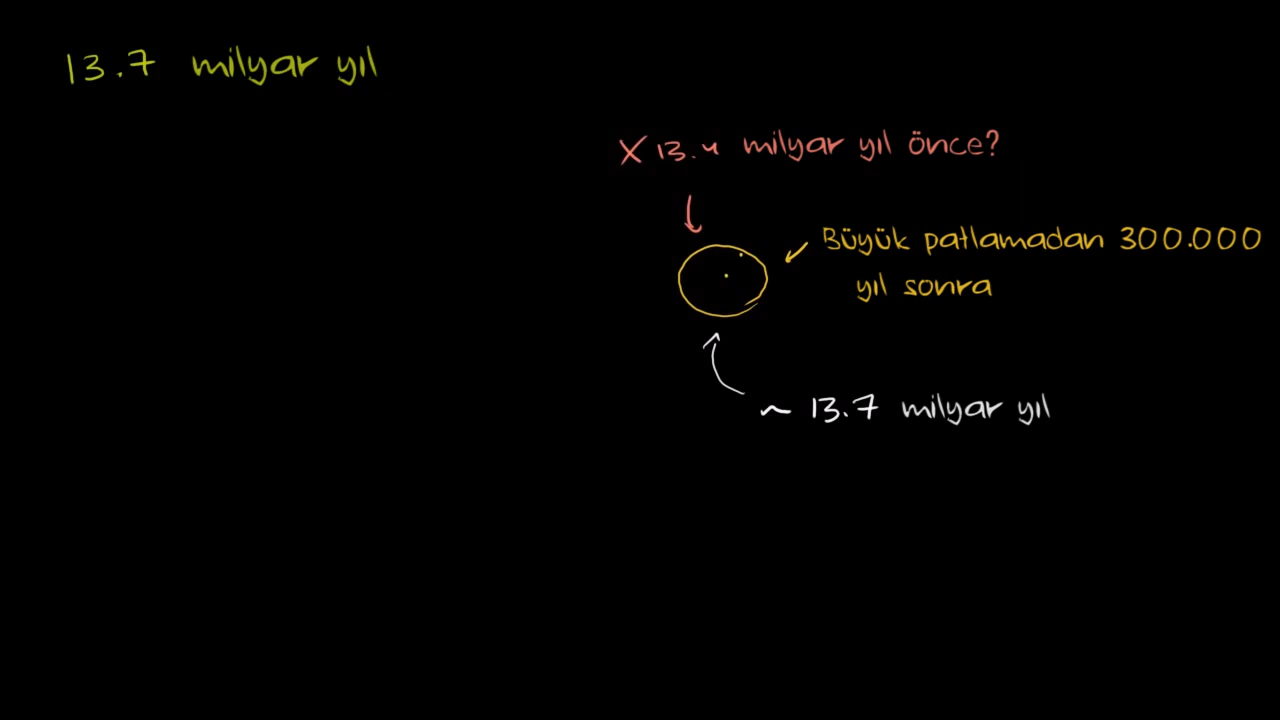 13.7 milyar yıl
X 13.4 milyar yıl önce?
Büyük patlamadan 300.000
yıl sonra
~ 13.7 milyar yıl